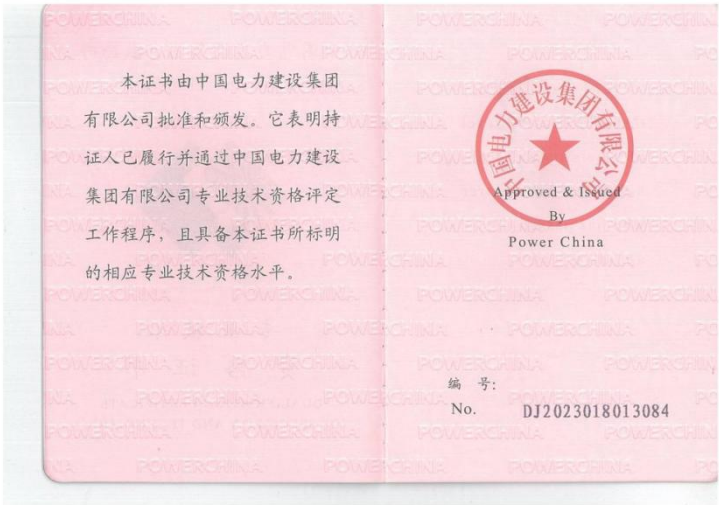 本证书由中国电力建设集团
有限公司批准和颁发。它表明持
证人已履行并通过中国电力建设
集团有限公司专业技术资格评定
工作程序，且具备本证书所标明
的相应专业技术资格水平。
中国电力建设集团有限公司
Approved & Issued
By
Power China
编 号:
No. DJ2023018013084
POWERCHINA